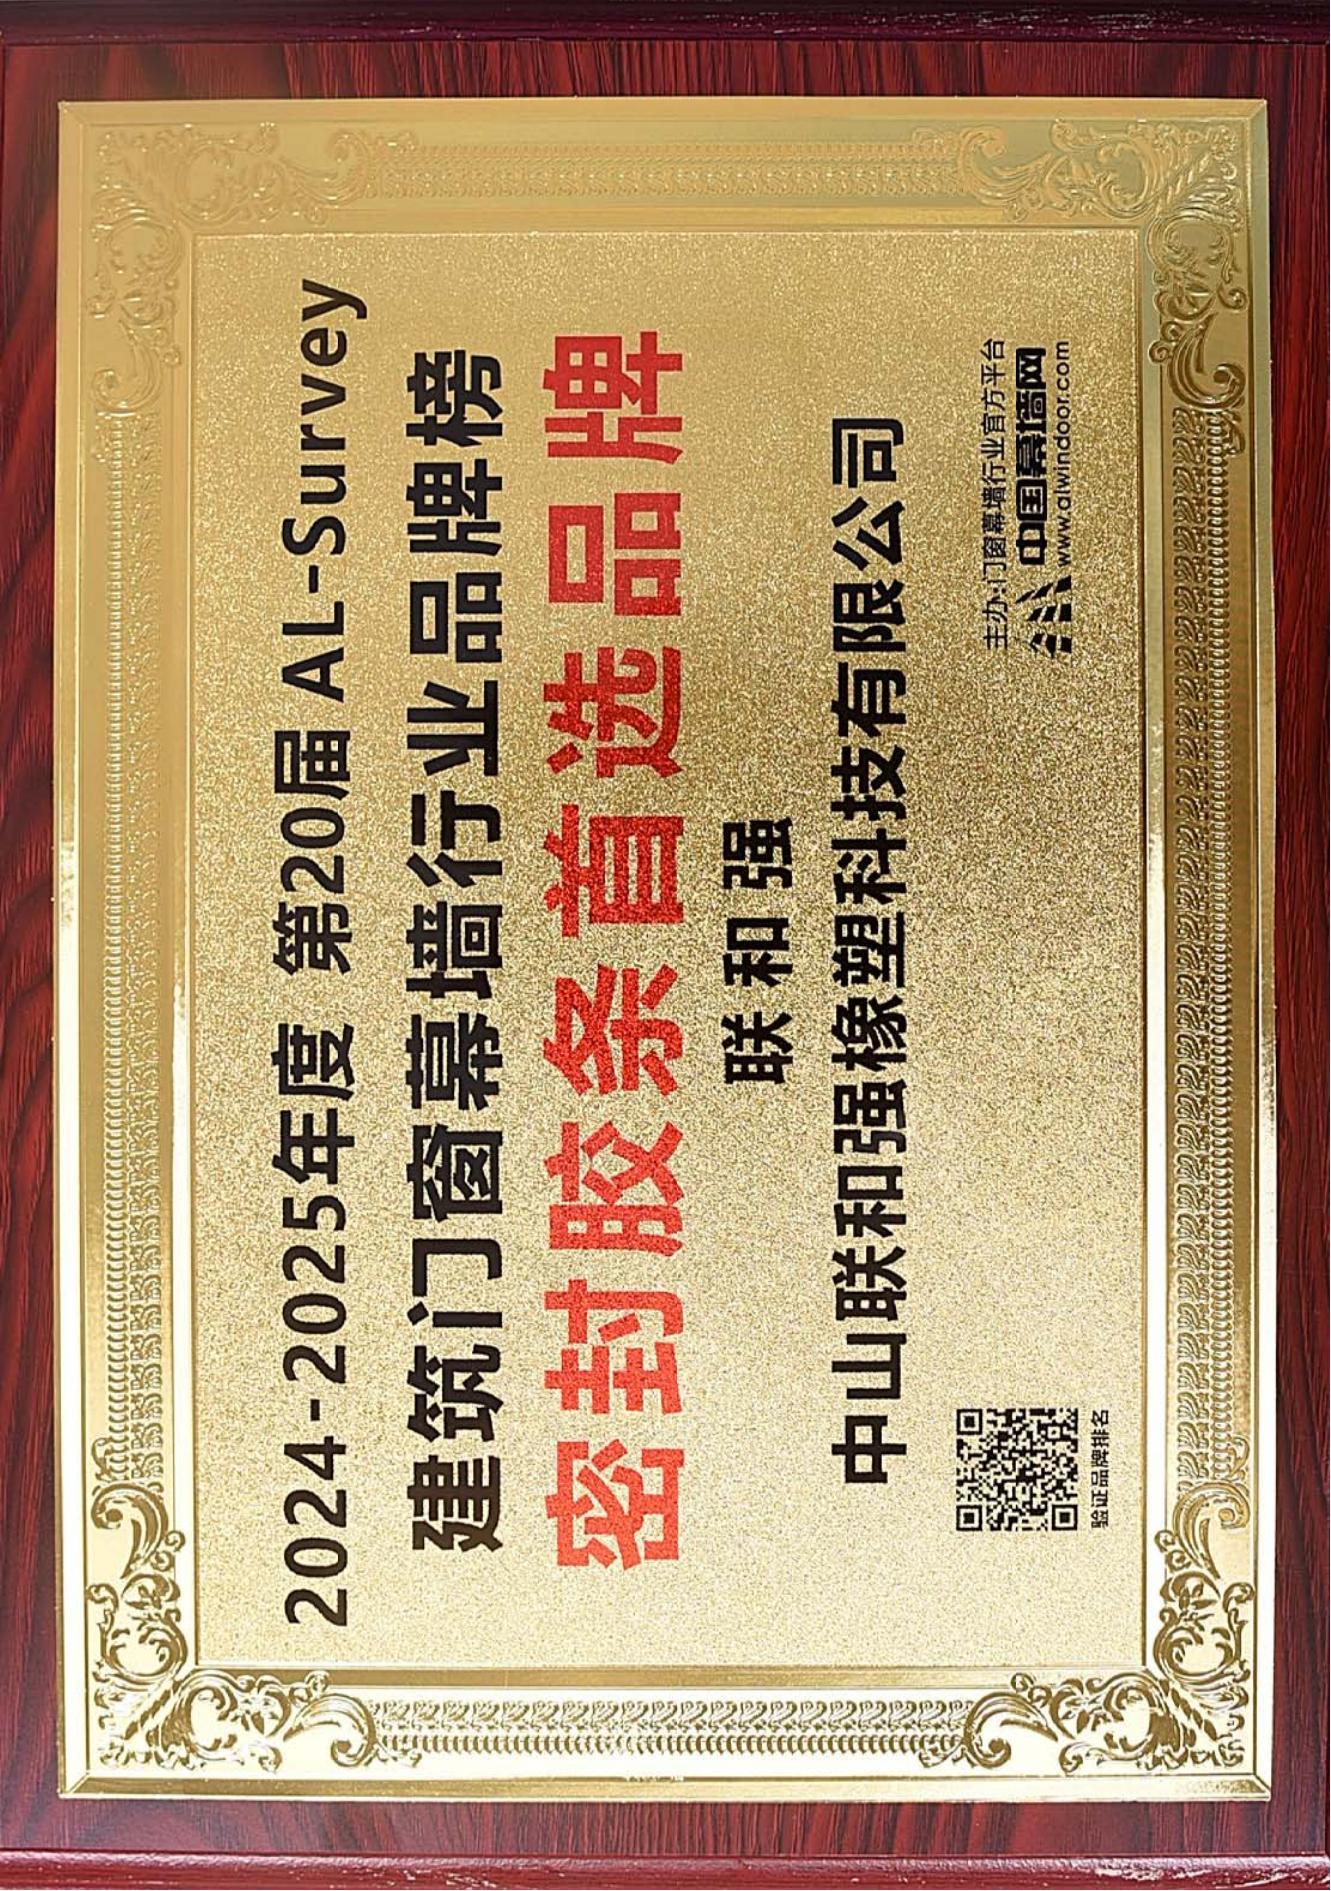 2024-2025年度 第20届 AL-Survey
建筑门窗幕墙行业品牌榜
密封胶条首选品牌
联和强
中山联和强橡塑科技有限公司
验证品牌排名
主办:门窗幕墙行业官方平台
中国幕墙网
www.alwindoor.com